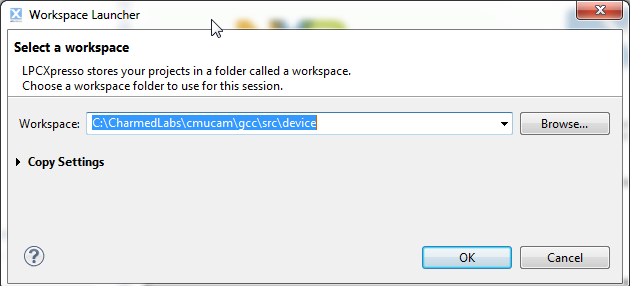 Workspace Launcher
Select a workspace
LPCXpresso stores your projects in a folder called a workspace.
Choose a workspace folder to use for this session.
Workspace: C:\CharmedLabs\cmucam\gcc\src\device Browse...
Copy Settings
? OK Cancel